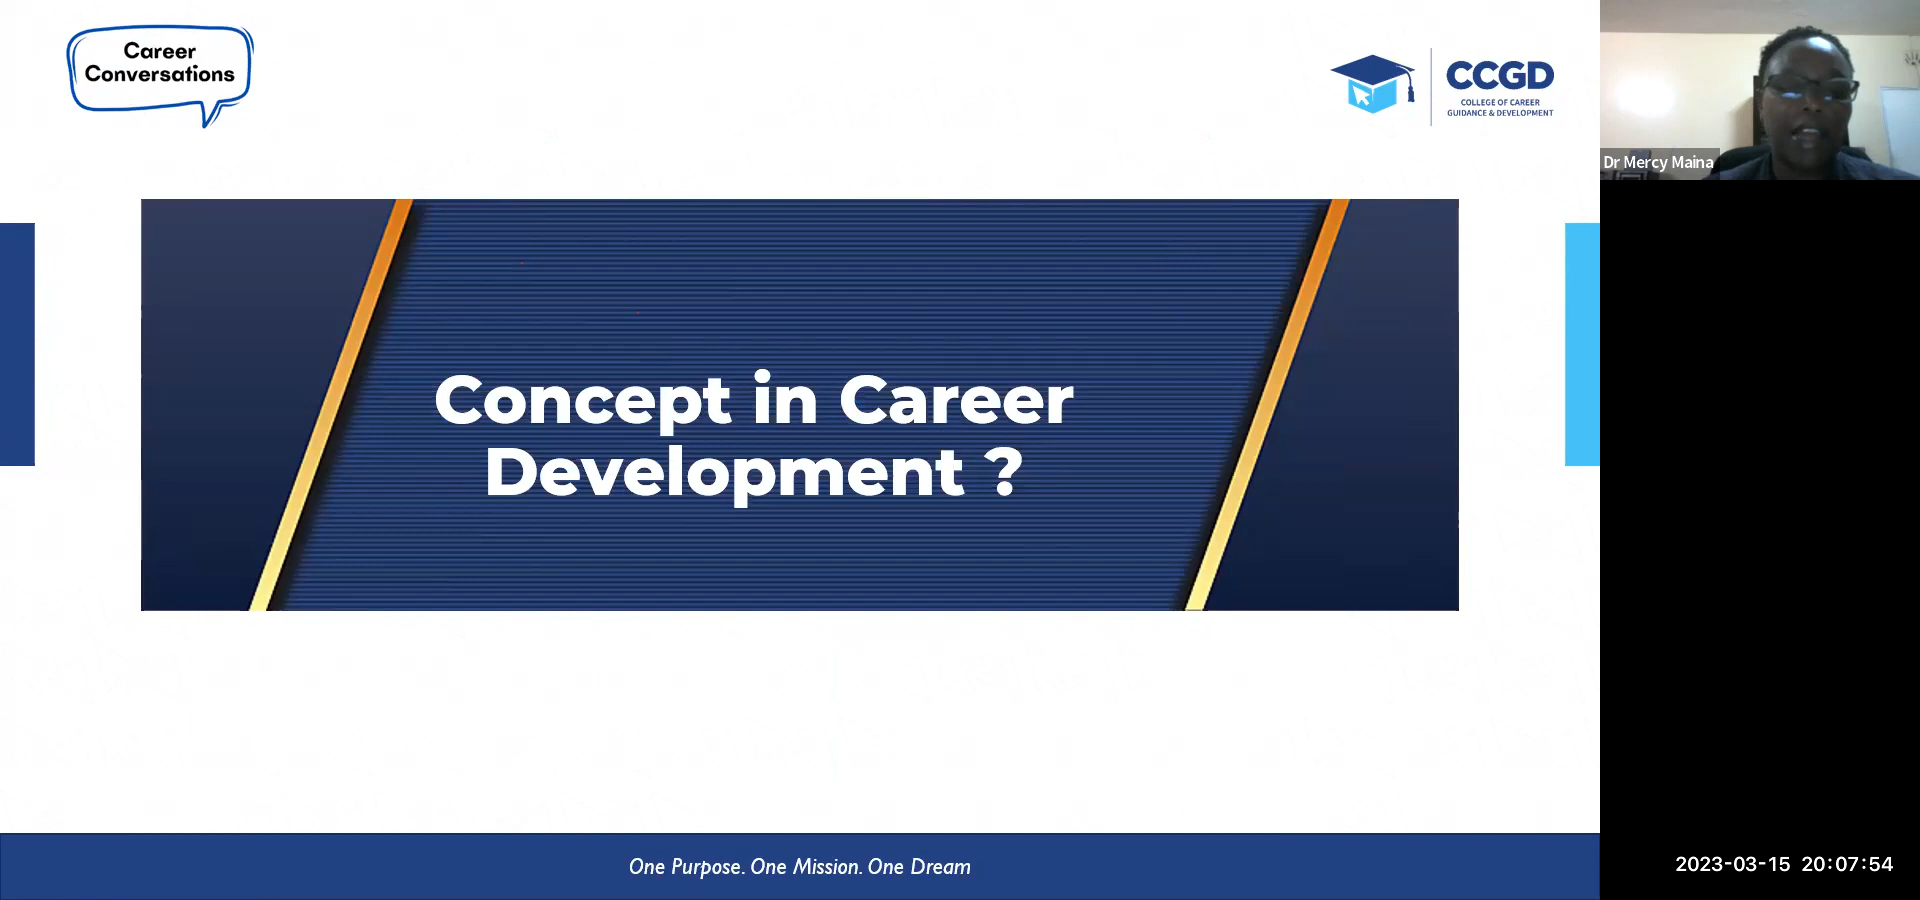 Career
Conversations
CCGD
COLLEGE OF CAREER
GUIDANCE & DEVELOPMENT
Dr Mercy Maina
Concept in Career
Development ?
One Purpose. One Mission. One Dream
2023-03-15 20:07:54